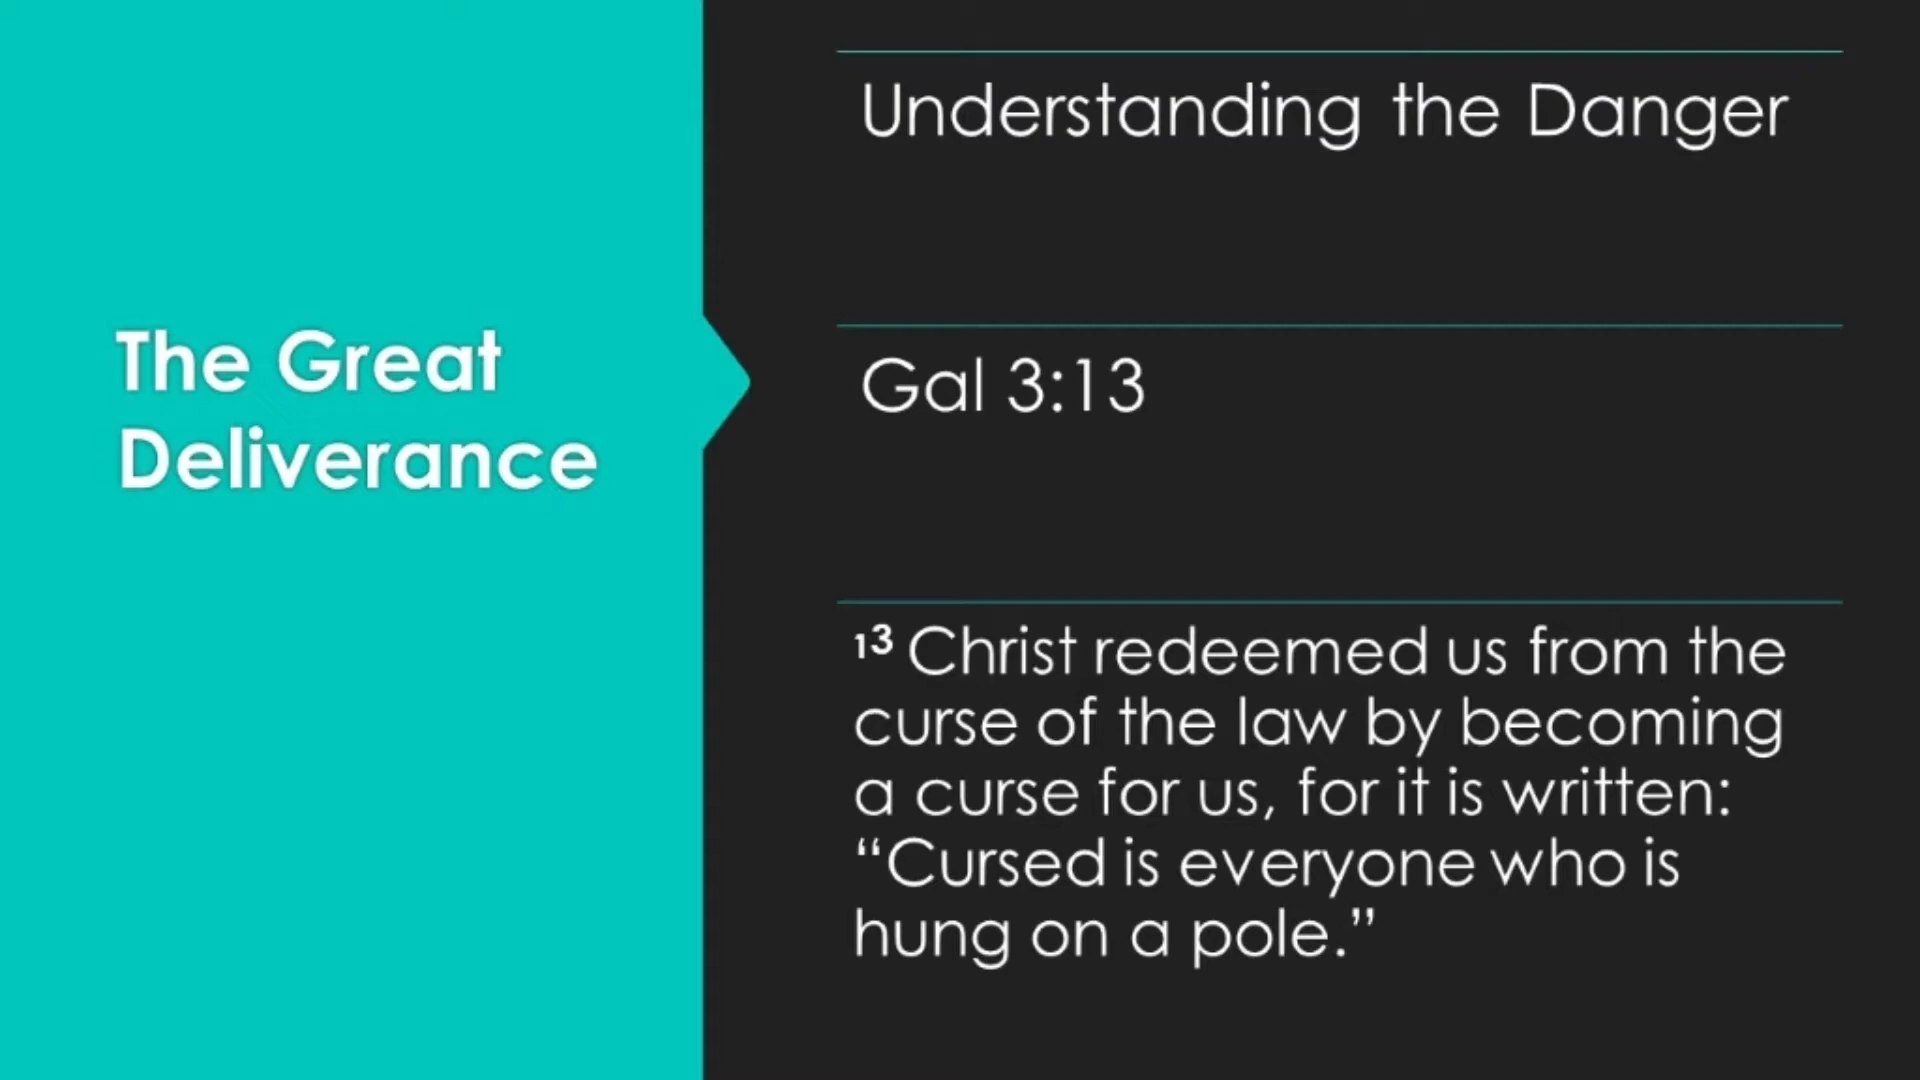 The Great
Deliverance
Understanding the Danger
Gal 3:13
¹³ Christ redeemed us from the
curse of the law by becoming
a curse for us, for it is written:
“Cursed is everyone who is
hung on a pole.”